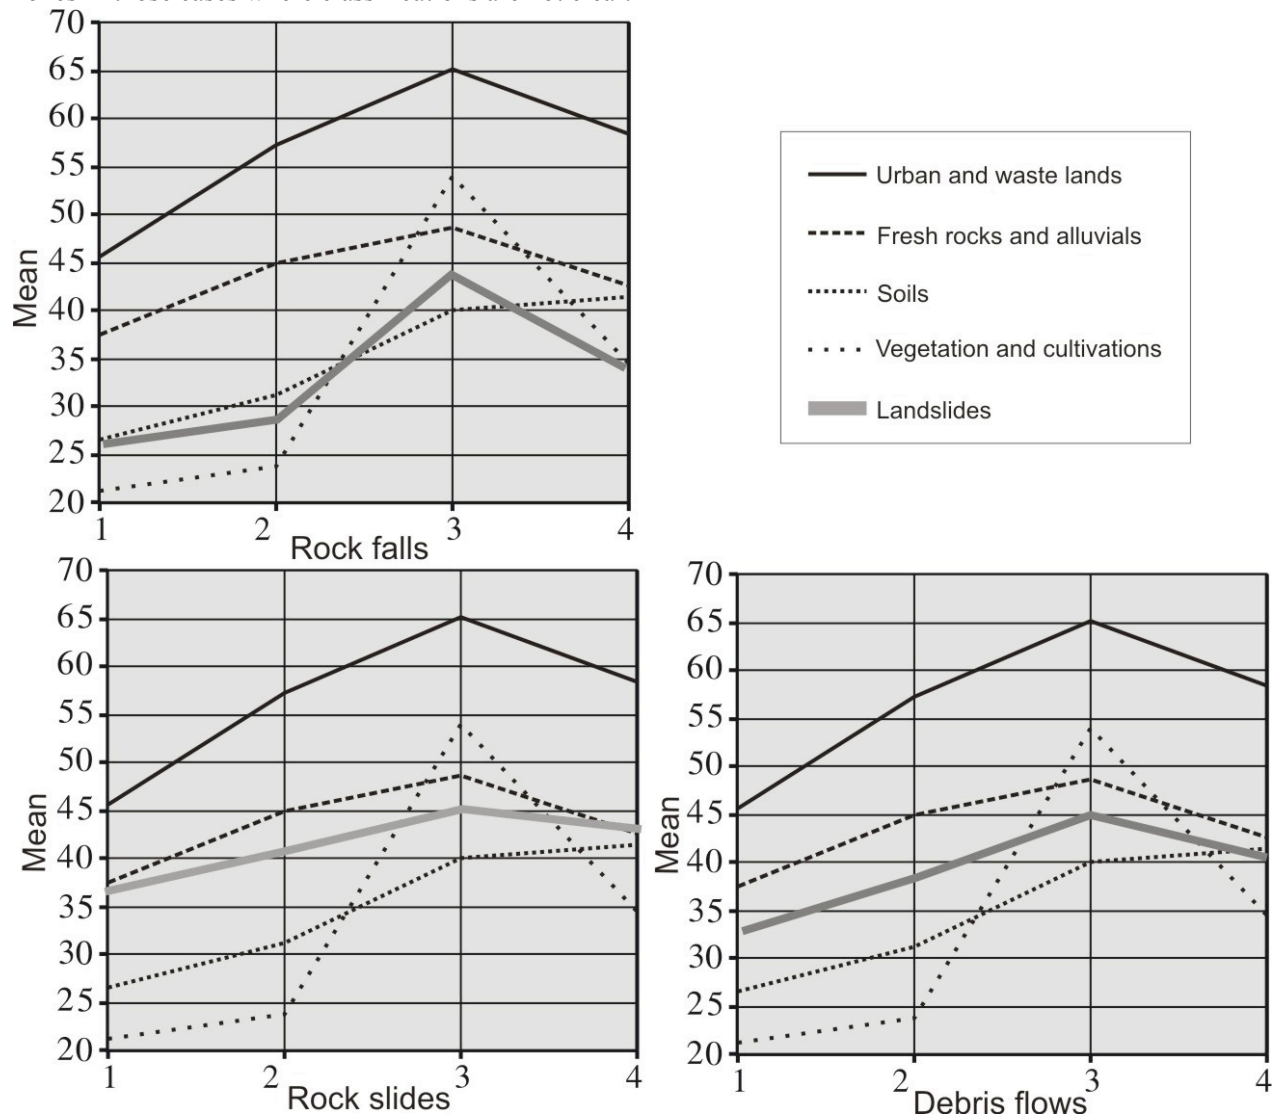 70
65
60
55
50
45
40
35
30
25
20
Mean
1 2 3 4
Rock falls
Urban and waste lands
Fresh rocks and alluvials
Soils
Vegetation and cultivations
Landslides
70
65
60
55
50
45
40
35
30
25
20
Mean
1 2 3 4
Rock slides
70
65
60
55
50
45
40
35
30
25
20
Mean
1 2 3 4
Debris flows